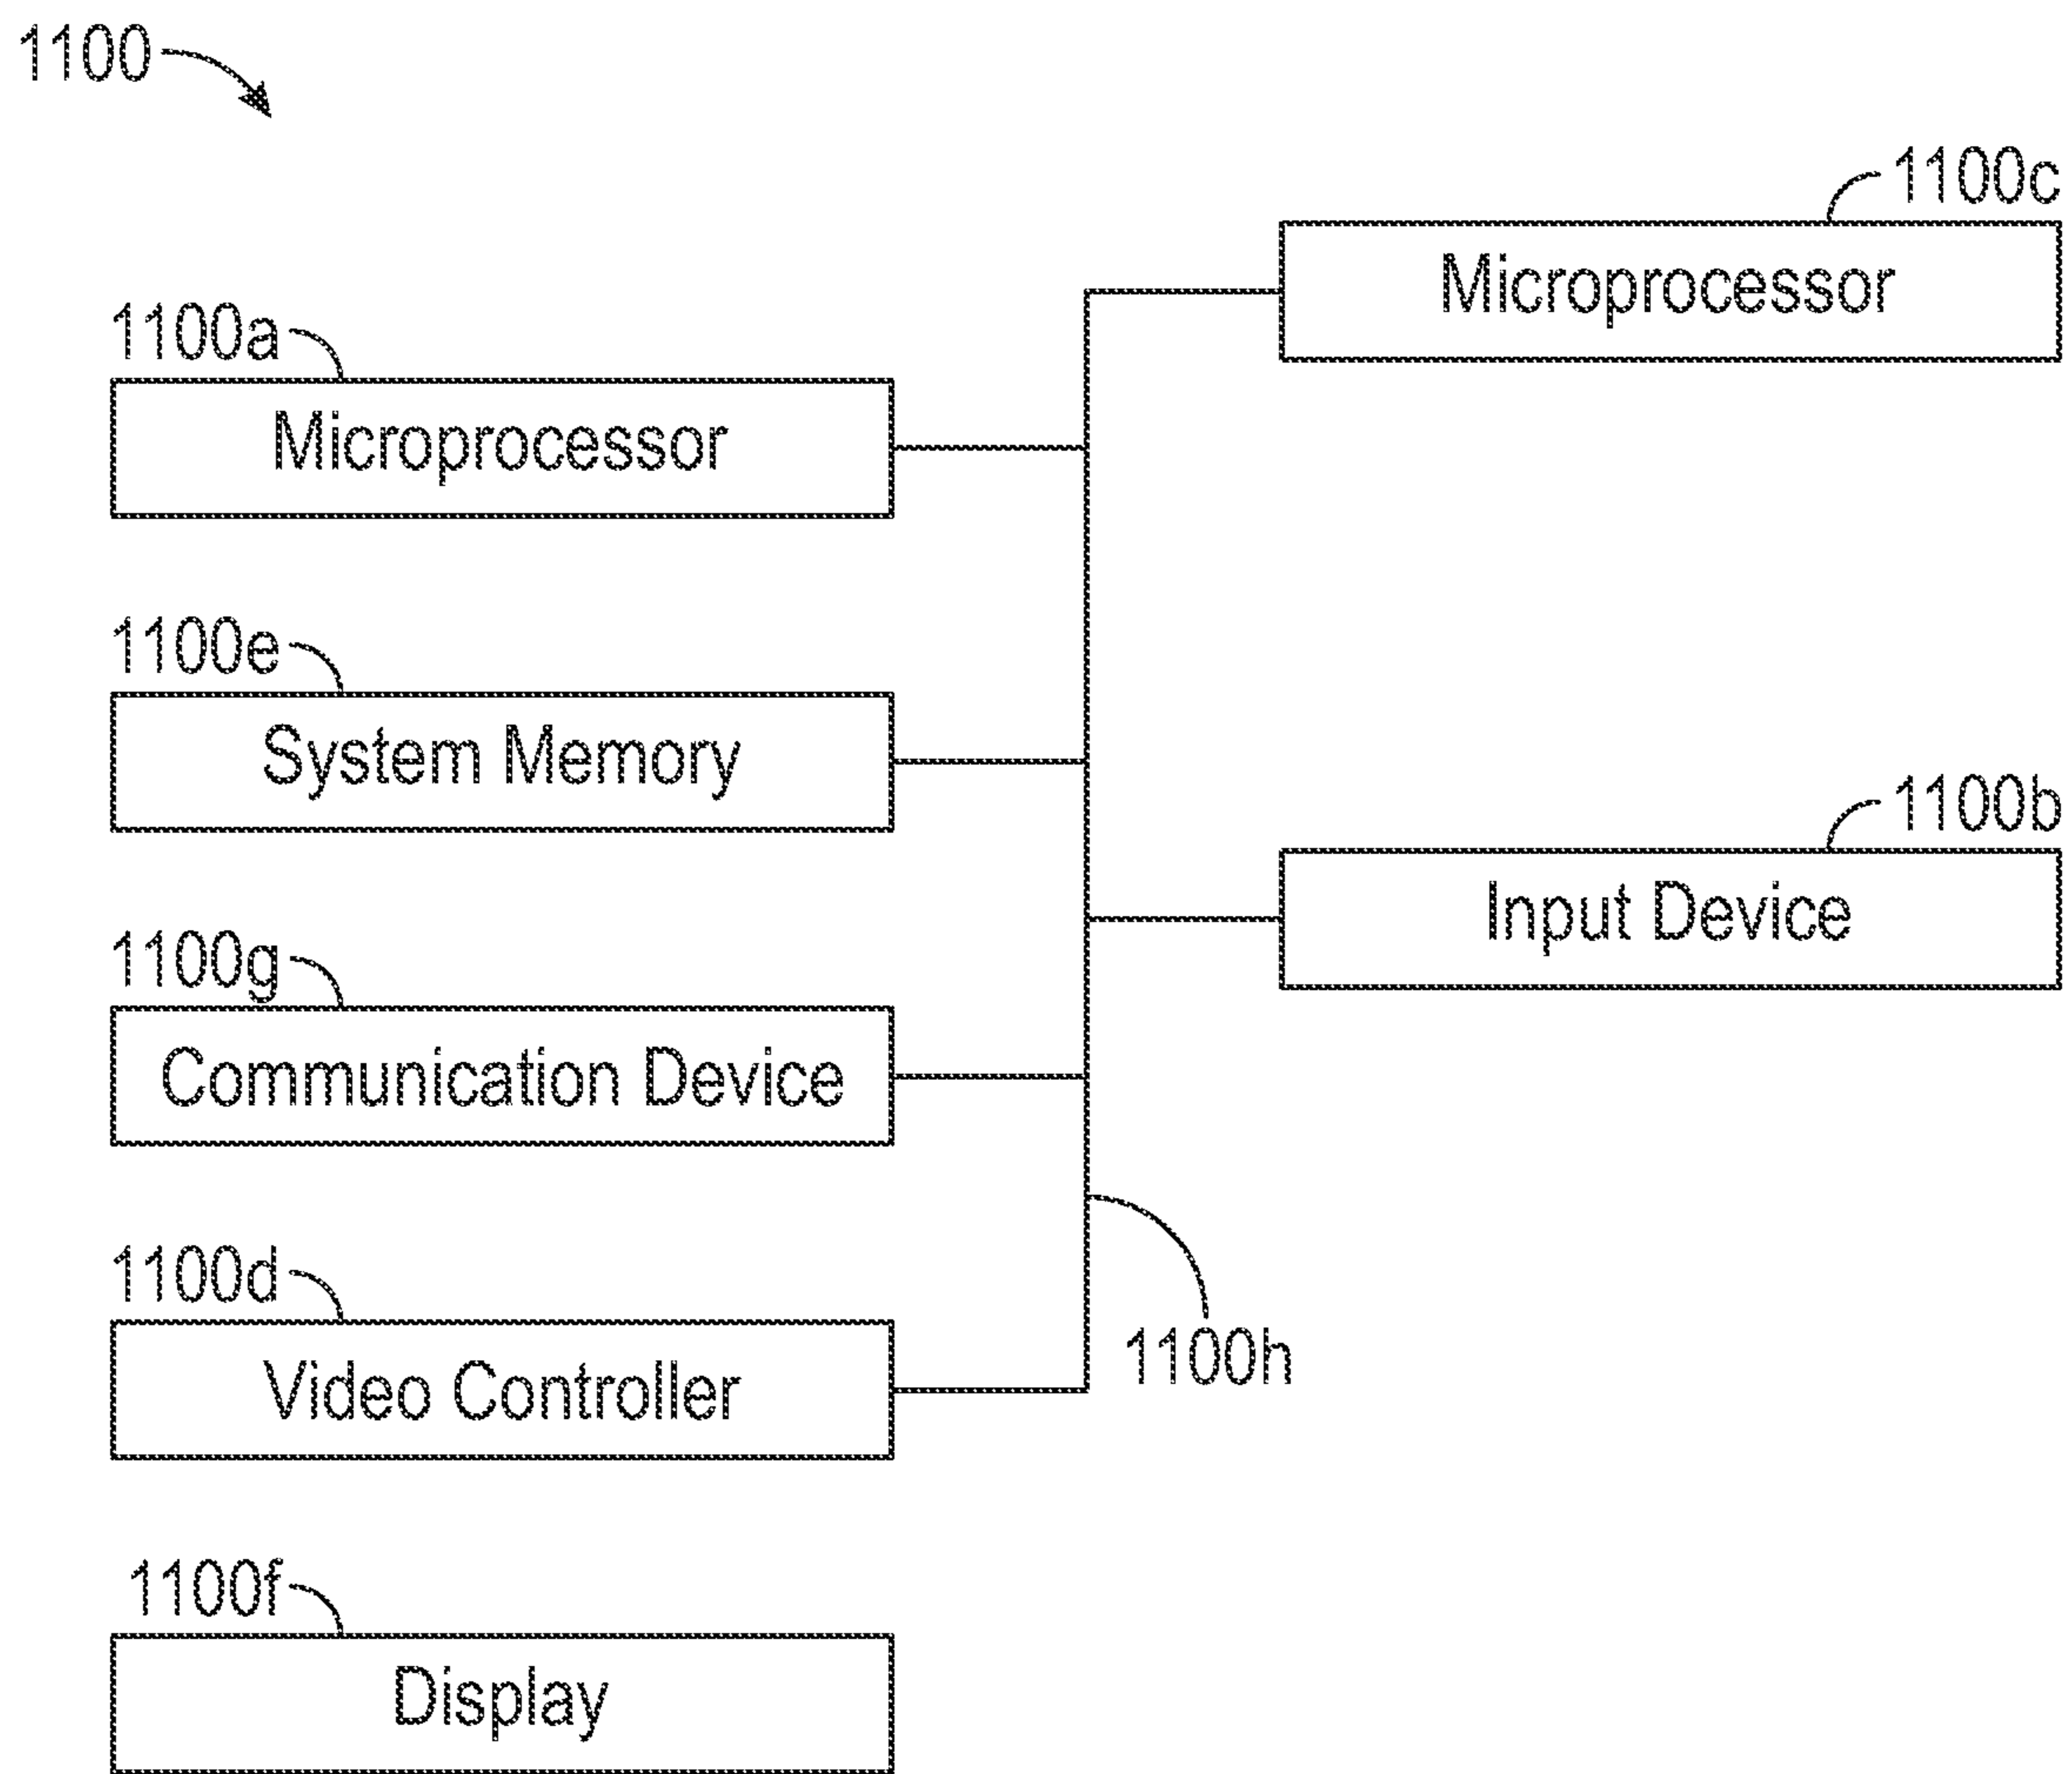 1100
1100c
Microprocessor
1100a
Microprocessor
1100e
System Memory
1100b
Input Device
1100g
Communication Device
1100d
Video Controller
1100h
1100f
Display